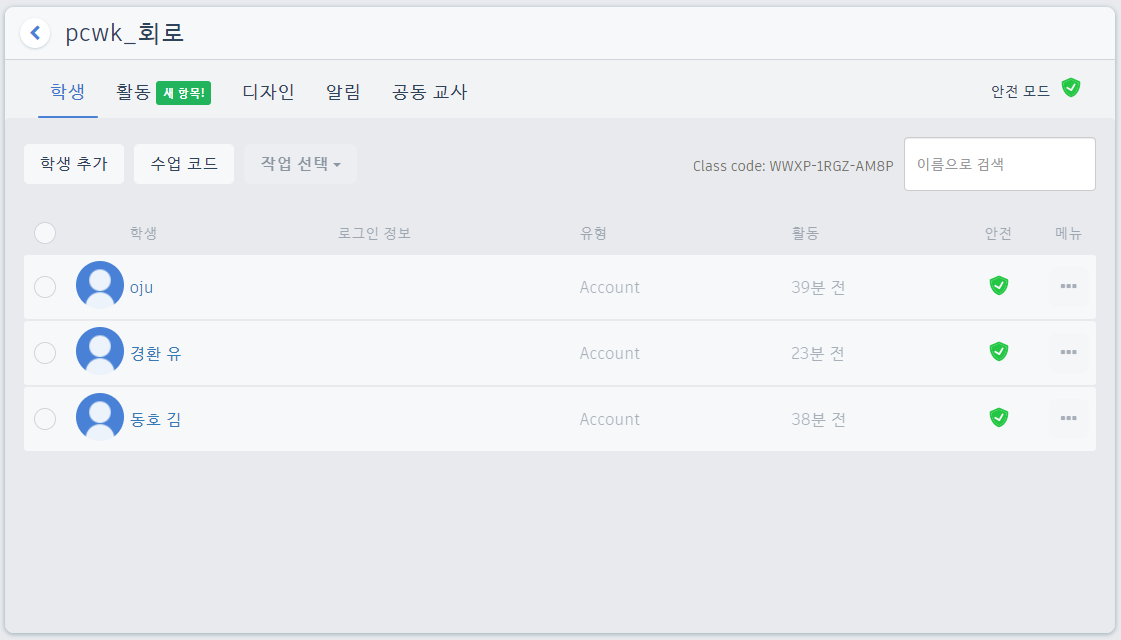 pcwk_회로
학생 활동 새 항목! 디자인 알림 공동 교사 안전 모드
학생 추가 수업 코드 작업 선택 Class code: WWXP-1RGZ-AM8P 이름으로 검색
학생 로그인 정보 유형 활동 안전 메뉴
oju Account 39분 전
경환 유 Account 23분 전
동호 김 Account 38분 전